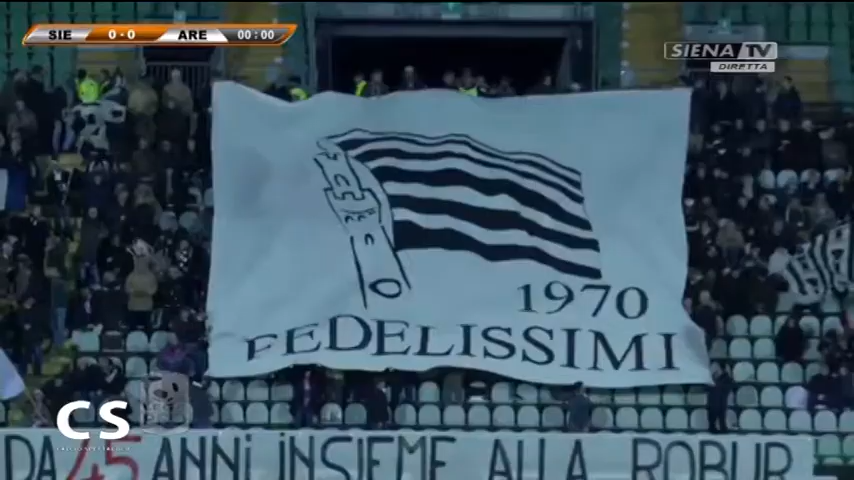 SIE 0-0 ARE 00:00
SIENA TV
DIRETTA
1970
FEDELISSIMI
CS
DA 45 ANNi iNSIEME ALLA ROBUR